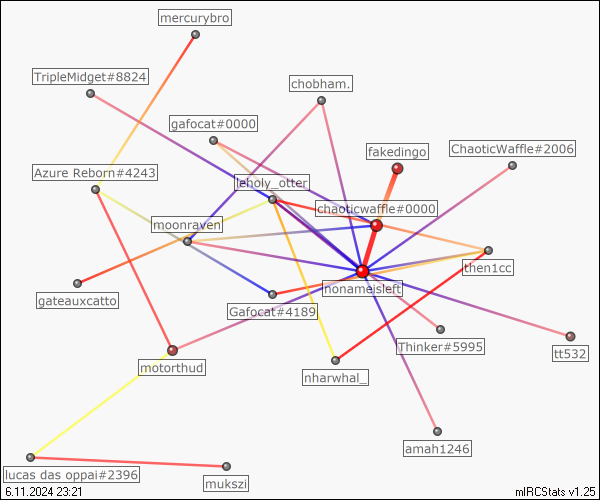 mercurybro
TripleMidget#8824
chobham.
gafocat#0000
fakedingo
ChaoticWaffle#2006
Azure Reborn#4243
leholy_otter
chaoticwaffle#0000
moonraven
then1cc
nonameisleft
gateauxcatto
Gafocat#4189
Thinker#5995
tt532
motorthud
nharwhal_
amah1246
lucas das oppai#2396
mukszi
6.11.2024 23:21
mIRCStats v1.25